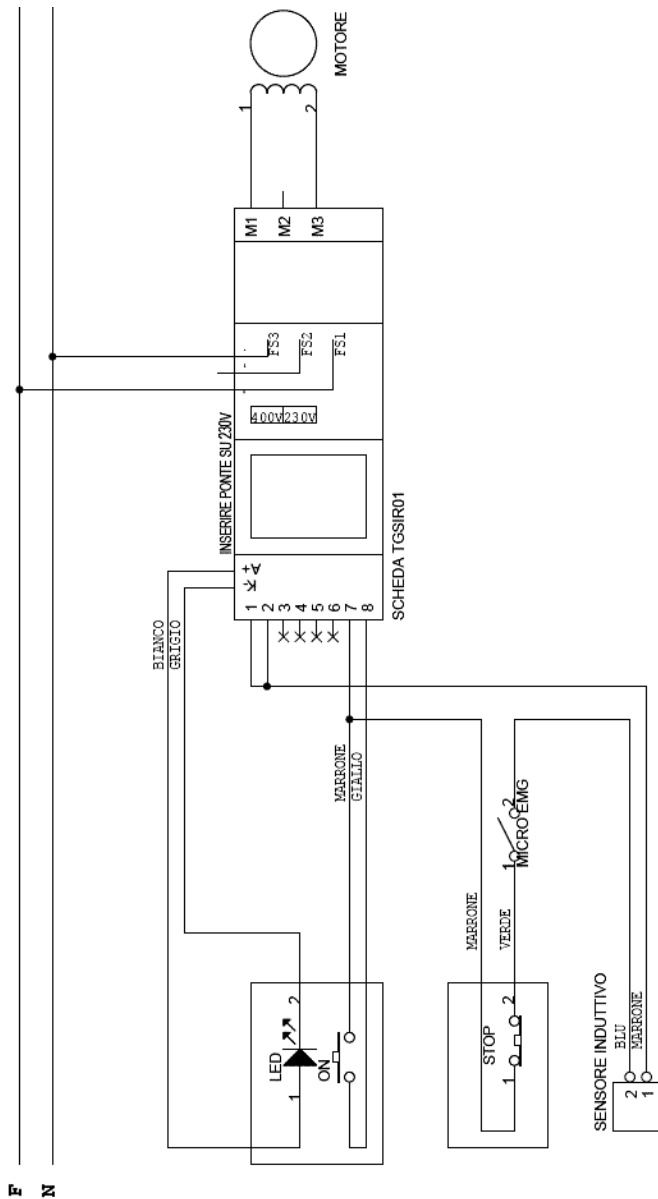 F
N
BIANCO
GRIGIO
INSERIRE PONTE SU 230V
K-
A+
400V
230V
FS3
FS2
FS1
M1
M2
M3
1
2
MOTORE
1
2
3
4
5
6
7
8
SCHEDA TGSIR01
LED
1
2
ON
MARRONE
GIALLO
MARRONE
VERDE
STOP
1
2
1
2
MICRO EMG
SENSORE INDUTTIVO
BLU
MARRONE
2
1